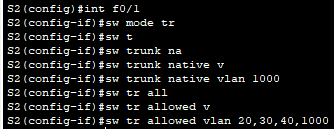 S2(config)#int f0/1
S2(config-if)#sw mode tr
S2(config-if)#sw t
S2(config-if)#sw trunk na
S2(config-if)#sw trunk native v
S2(config-if)#sw trunk native vlan 1000
S2(config-if)#sw tr all
S2(config-if)#sw tr allowed v
S2(config-if)#sw tr allowed vlan 20,30,40,1000